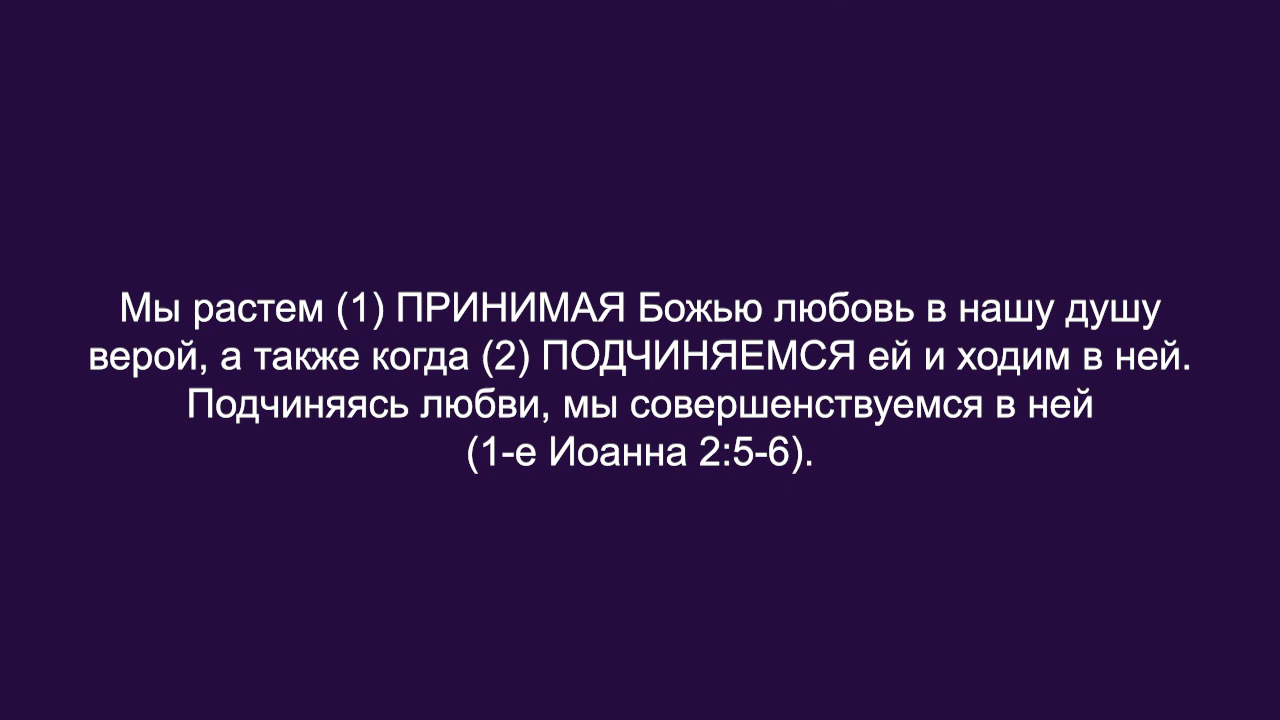 Мы растем (1) ПРИНИМАЯ Божью любовь в нашу душу
верой, а также когда (2) ПОДЧИНЯЕМСЯ ей и ходим в ней.
Подчиняясь любви, мы совершенствуемся в ней
(1-е Иоанна 2:5-6).